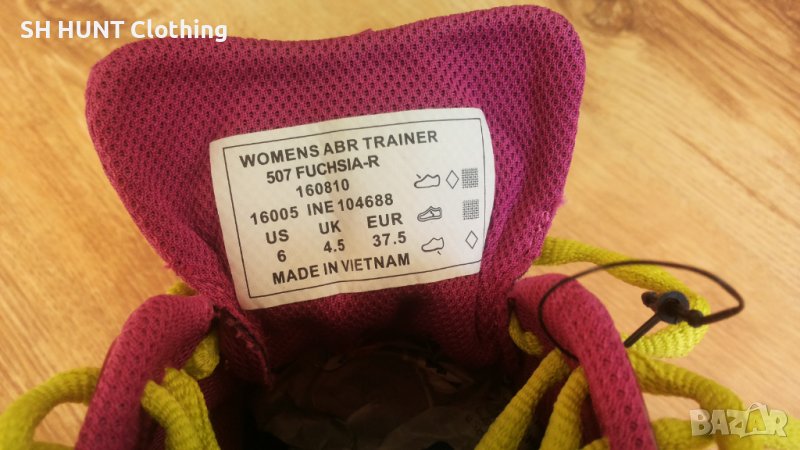 SH HUNT Clothing
WOMENS ABR TRAINER
507 FUCHSIA-R
160810
16005 INE 104688
US UK EUR
6 4.5 37.5
MADE IN VIETNAM
BAZAR